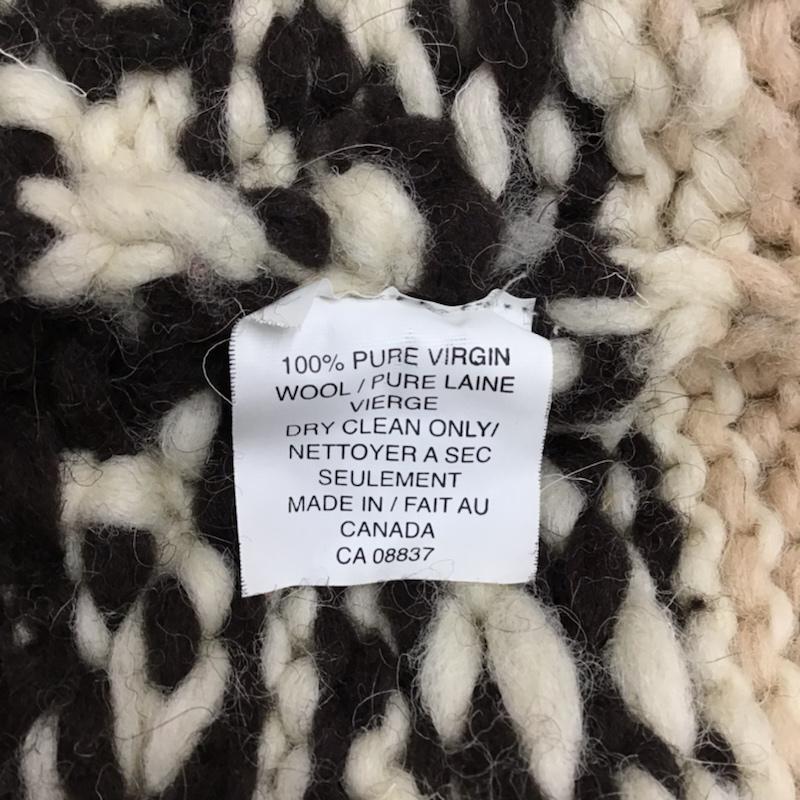 100% PURE VIRGIN
WOOL / PURE LAINE
VIERGE
DRY CLEAN ONLY/
NETTOYER A SEC
SEULEMENT
MADE IN / FAIT AU
CANADA
CA 08837